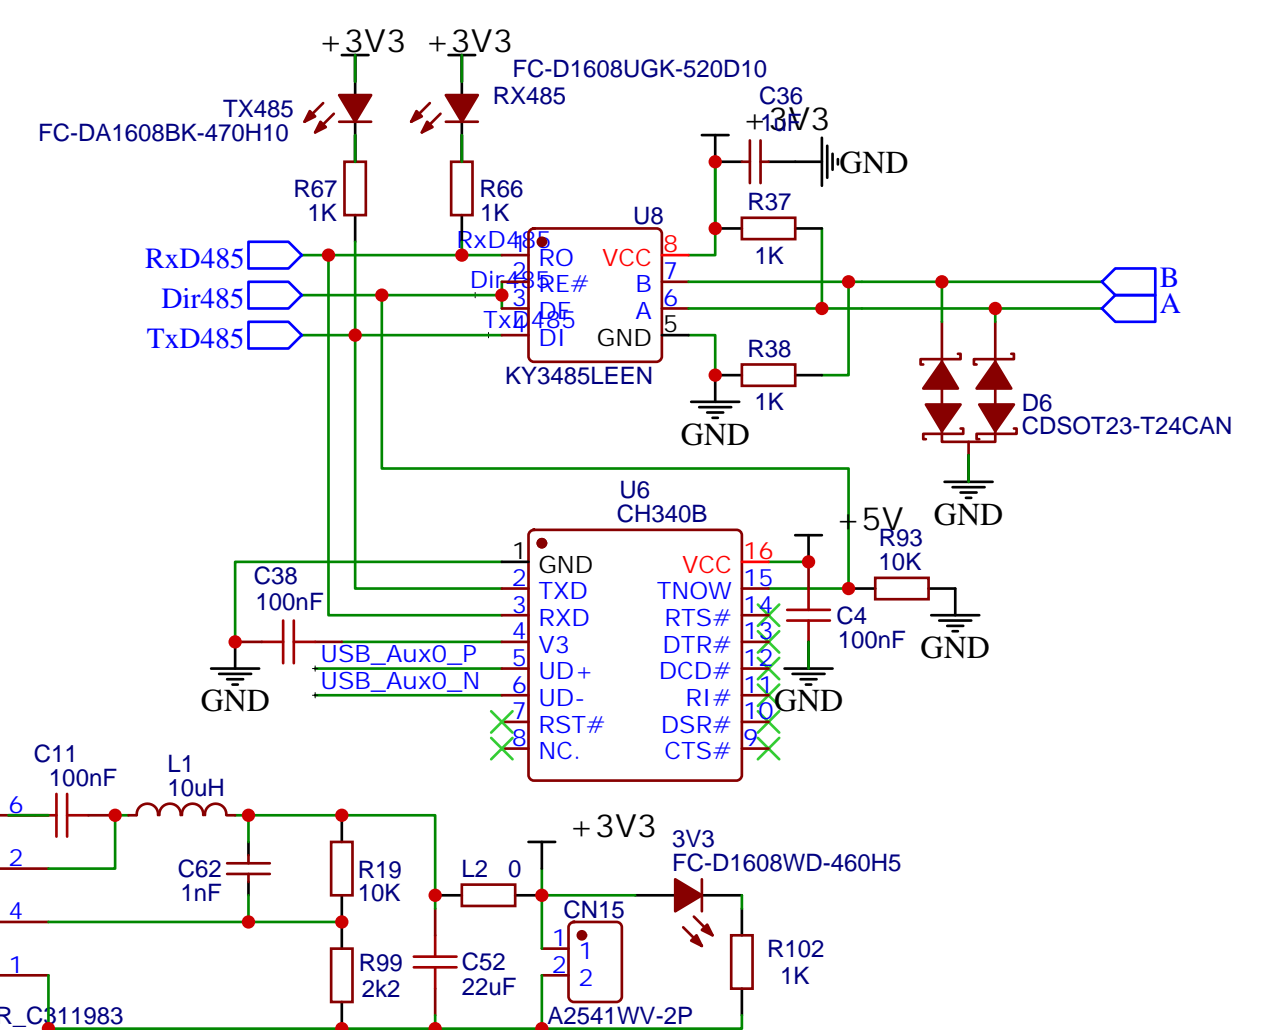 +3V3 +3V3
FC-D1608UGK-520D10
TX485
RX485
FC-DA1608BK-470H10
C36
1uF
+3V3
GND
R67
1K
R66
1K
R37
1K
U8
RxD485
Dir485
TxD485
RxD485
Dir485
TxD485
1 RO
2 RE#
3 DE
4 DI
VCC 8
B 7
A 6
GND 5
KY3485LEEN
B
A
R38
1K
GND
D6
CDSOT23-T24CAN
GND
U6
CH340B
+5V
R93
10K
GND
C38
100nF
GND
1 GND
2 TXD
3 RXD
4 V3
5 UD+
6 UD-
7 RST#
8 NC.
USB_Aux0_P
USB_Aux0_N
VCC 16
TNOW 15
RTS# 14
DTR# 13
DCD# 12
RI# 11
DSR# 10
CTS# 9
C4
100nF
GND
C11
100nF
L1
10uH
6
2
4
1
C62
1nF
R19
10K
R99
2k2
L2 0
+3V3
3V3
FC-D1608WD-460H5
CN15
1 1
2 2
C52
22uF
R102
1K
A2541WV-2P
R_C311983